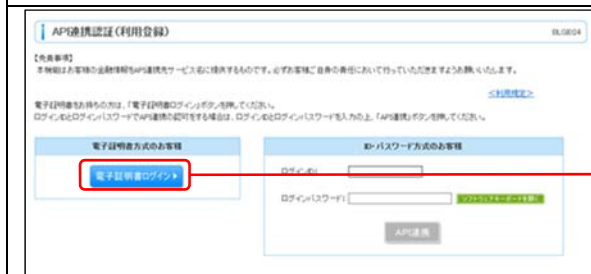 API連携認証(利用登録)
BLGI004
【免責事項】
本機能はお客様の金融情報をAPI連携先サービス名に提供するものです。必ずお客様ご自身の責任において行っていただきますようお願いいたします。
<利用規定>
電子証明書をお持ちの方は、「電子証明書ログイン」ボタンを押してください。
ログインIDとログインパスワードでAPI連携の認可をする場合は、ログインIDとログインパスワードを入力の上、「API連携」ボタンを押してください。
電子証明書方式のお客様
ID・パスワード方式のお客様
電子証明書ログイン
ログインID:
ログインパスワード:
ソフトウェアキーボードを開く
API連携